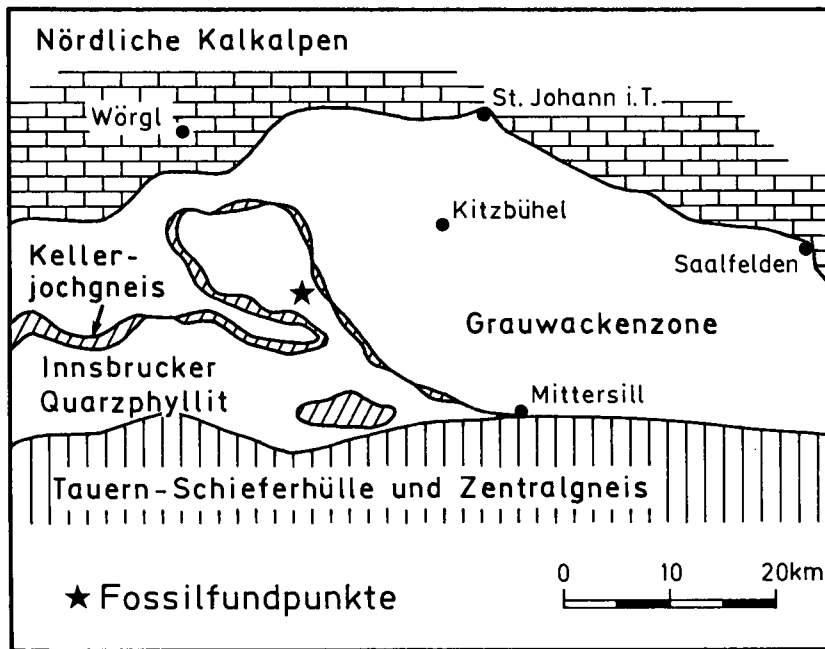 Nördliche Kalkalpen
St. Johann i.T.
Wörgl
Kitzbühel
Saalfelden
Keller-
jochgneis
Grauwackenzone
Innsbrucker
Quarzphyllit
Mittersill
Tauern-Schieferhülle und Zentralgneis
★ Fossilfundpunkte
0 10 20km